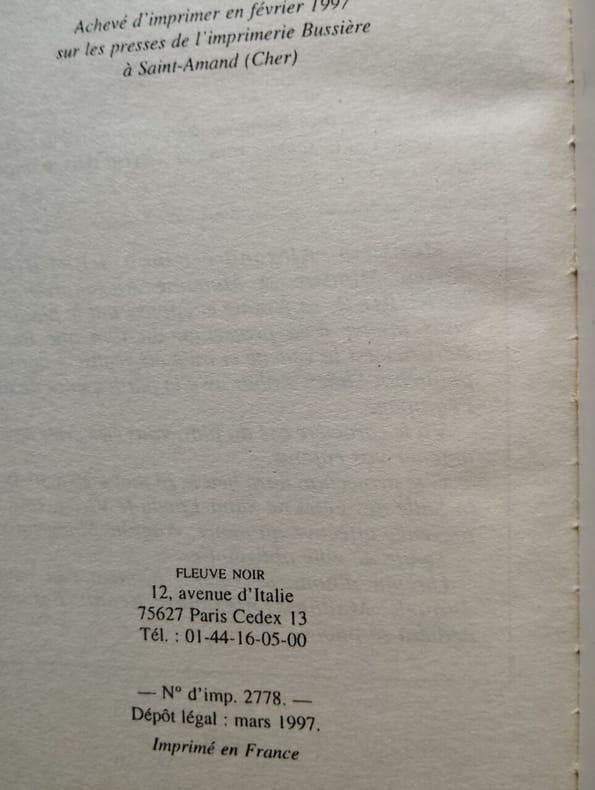 Achevé d'imprimer en février 1997
sur les presses de l'imprimerie Bussière
à Saint-Amand (Cher)
FLEUVE NOIR
12, avenue d'Italie
75627 Paris Cedex 13
Tél. : 01-44-16-05-00
— N° d'imp. 2778. —
Dépôt légal : mars 1997.
Imprimé en France